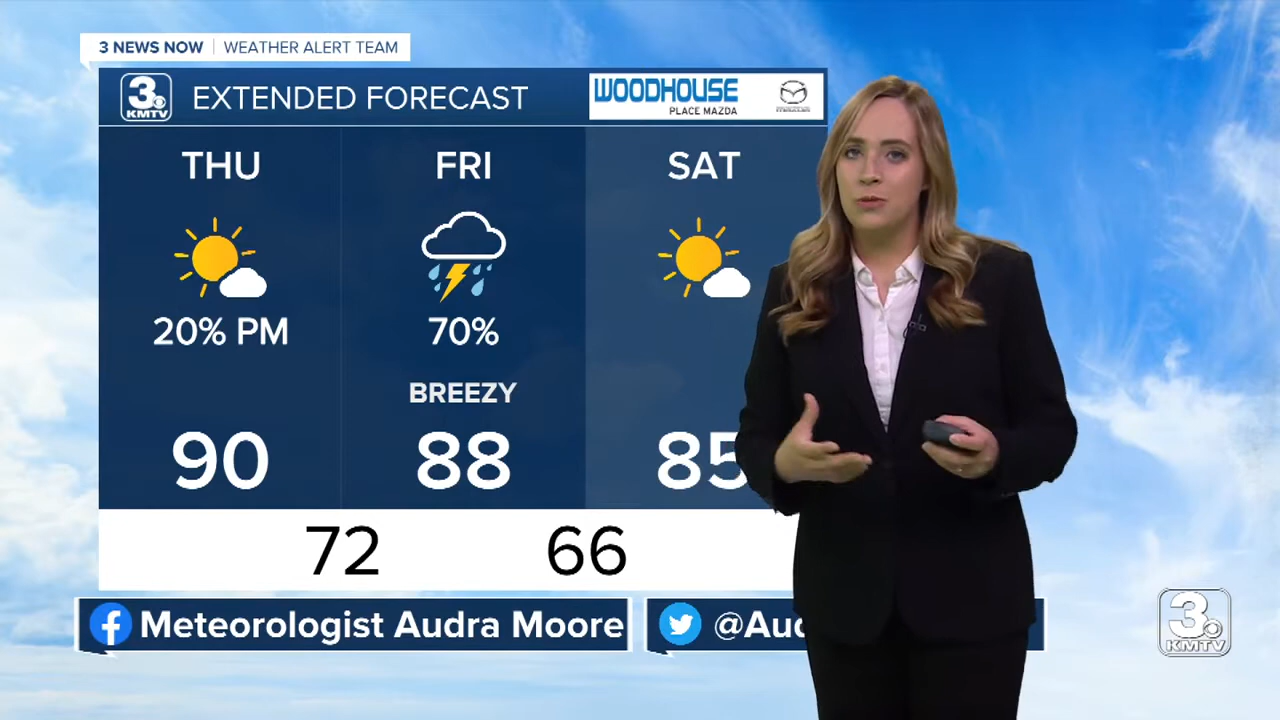 3 NEWS NOW | WEATHER ALERT TEAM
3 KMTV EXTENDED FORECAST WOODHOUSE
PLACE MAZDA
THU FRI SAT
20% PM 70%
BREEZY
90 88 85
72 66
Meteorologist Audra Moore @Aud
3
KMTV